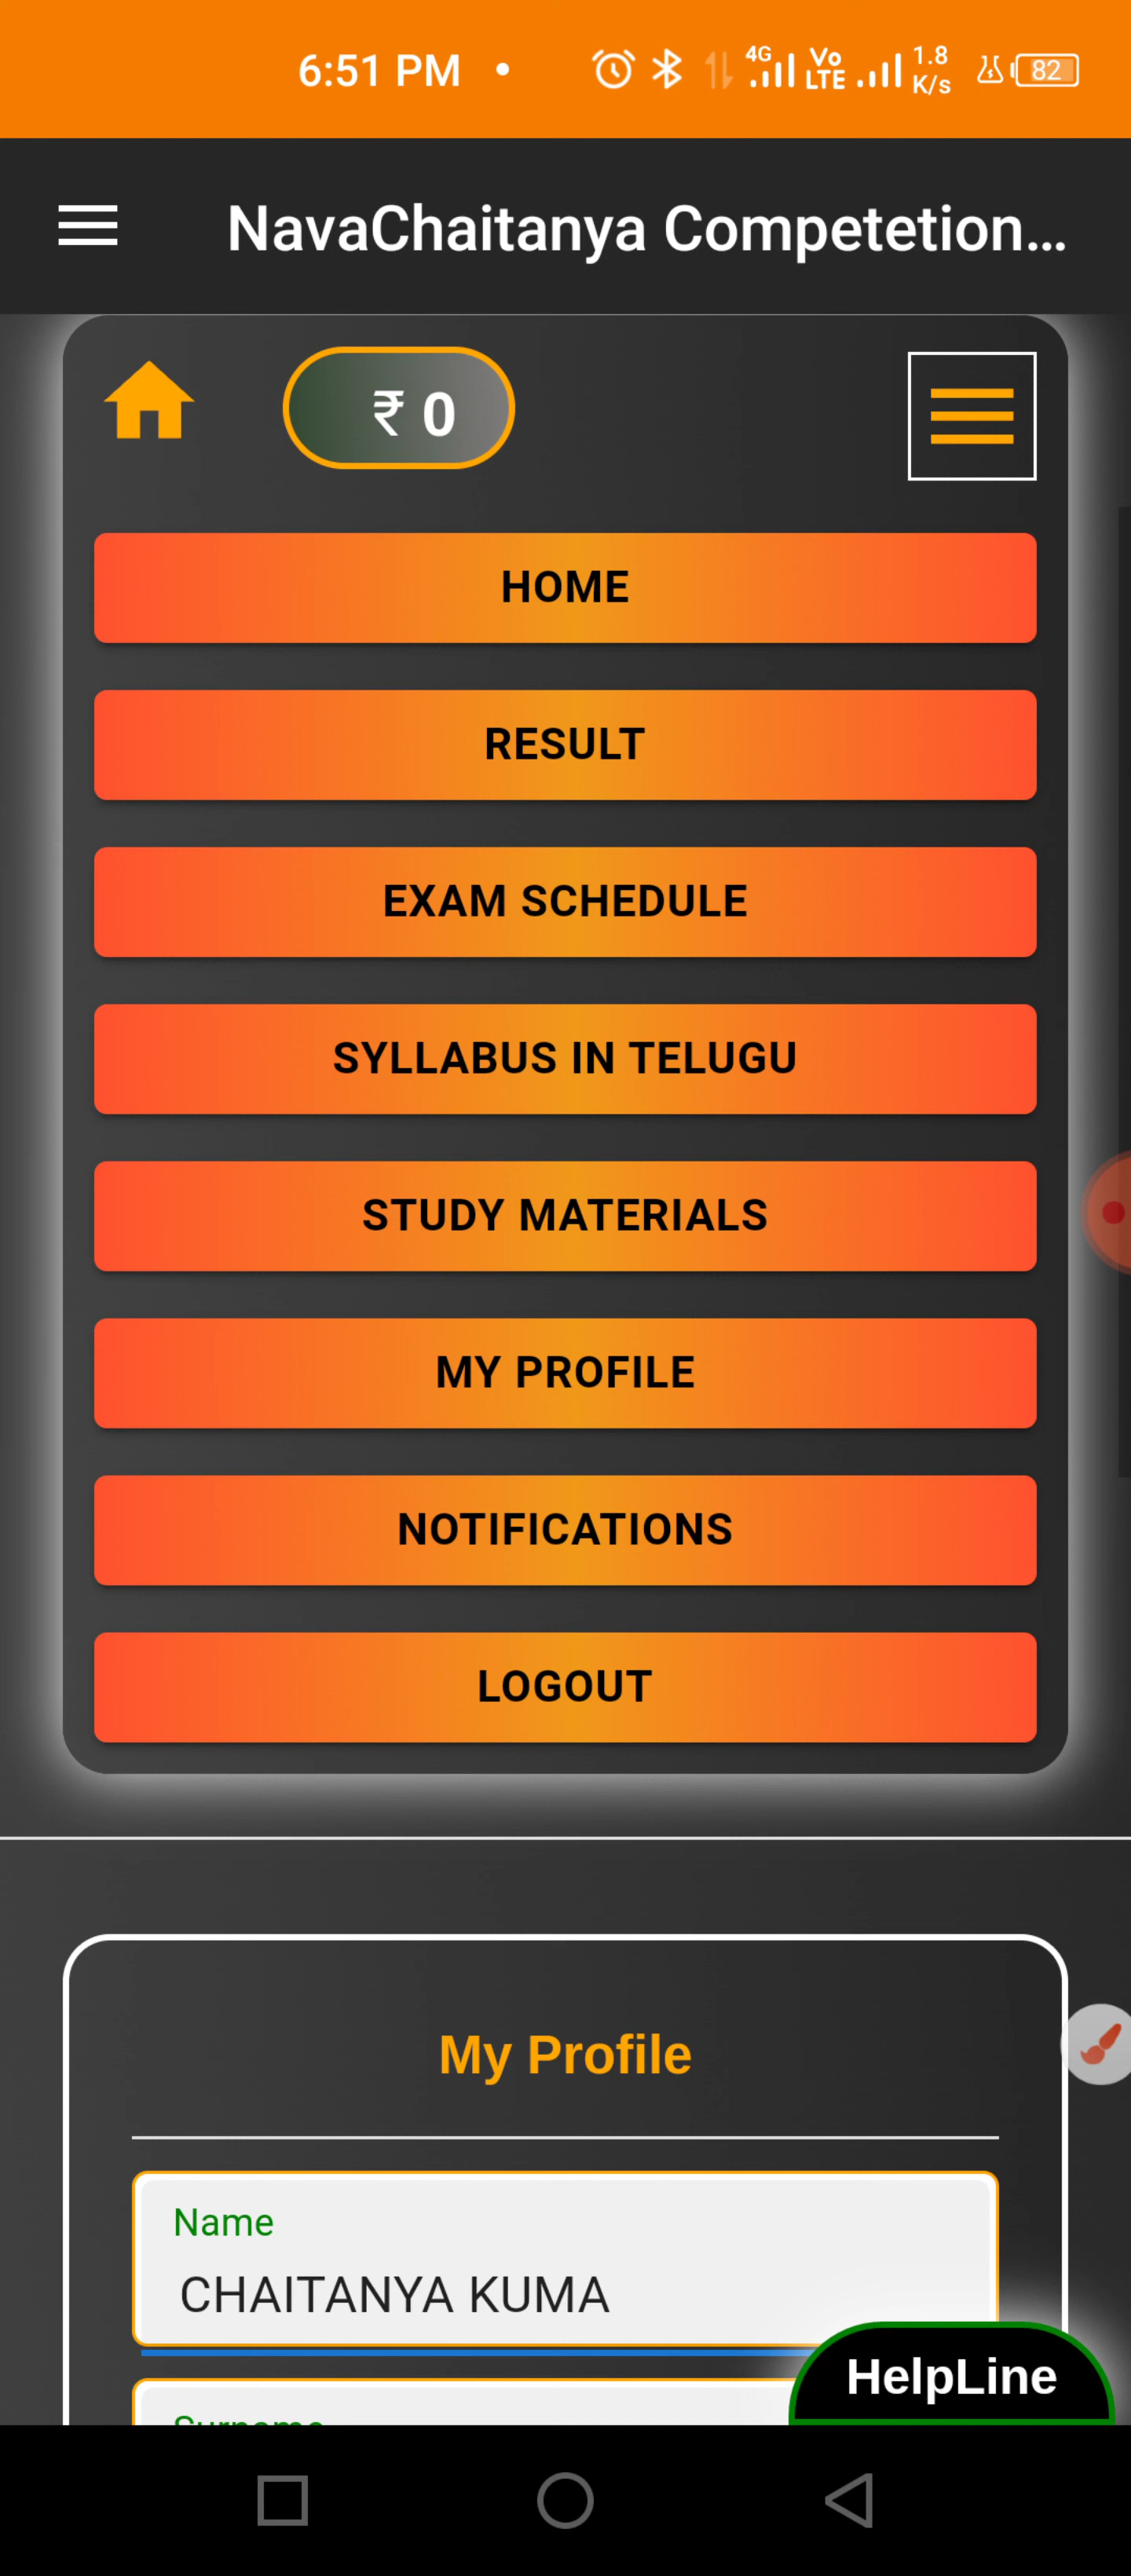 6:51 PM
4G
Vo
LTE
1.8
K/s
82
NavaChaitanya Competetion...
₹ 0
HOME
RESULT
EXAM SCHEDULE
SYLLABUS IN TELUGU
STUDY MATERIALS
MY PROFILE
NOTIFICATIONS
LOGOUT
My Profile
Name
CHAITANYA KUMA
HelpLine